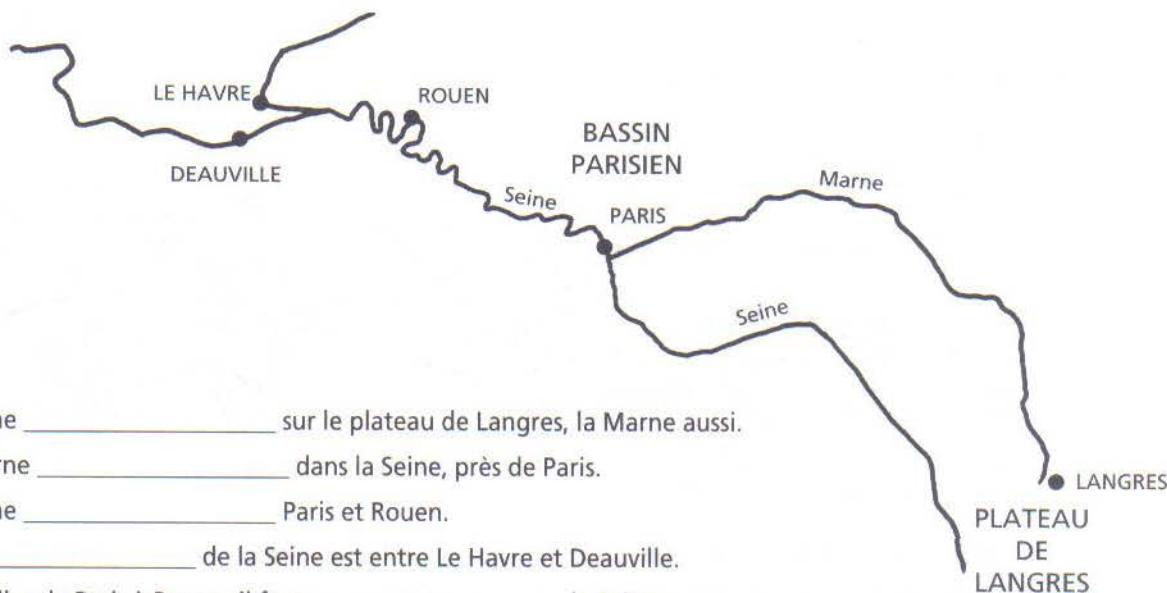 LE HAVRE
ROUEN
DEAUVILLE
BASSIN
PARISIEN
Seine
PARIS
Marne
Seine
LANGRES
PLATEAU
DE
LANGRES
ne ____________ sur le plateau de Langres, la Marne aussi.
rne ____________ dans la Seine, près de Paris.
ne ____________ Paris et Rouen.
____________ de la Seine est entre Le Havre et Deauville.